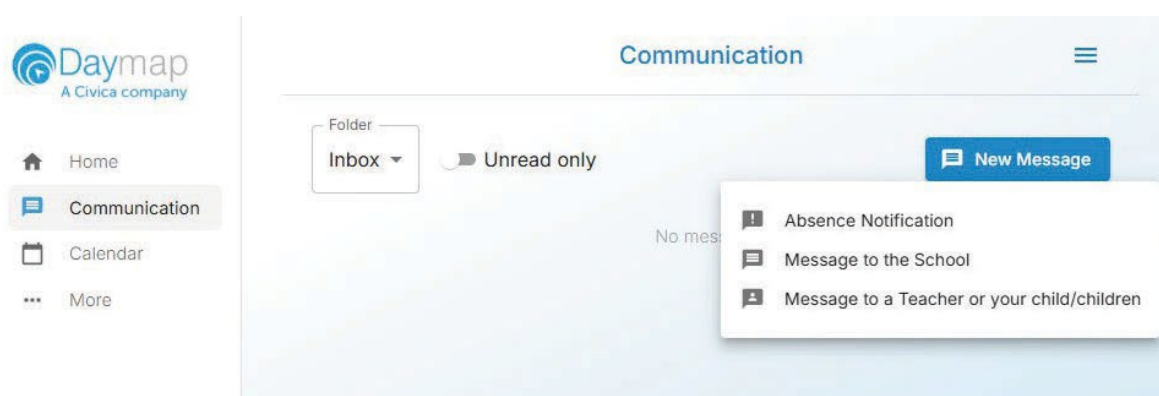 Daymap
A Civica company
Home
Communication
Calendar
More
Communication
Folder
Inbox
Unread only
New Message
No mess
Absence Notification
Message to the School
Message to a Teacher or your child/children